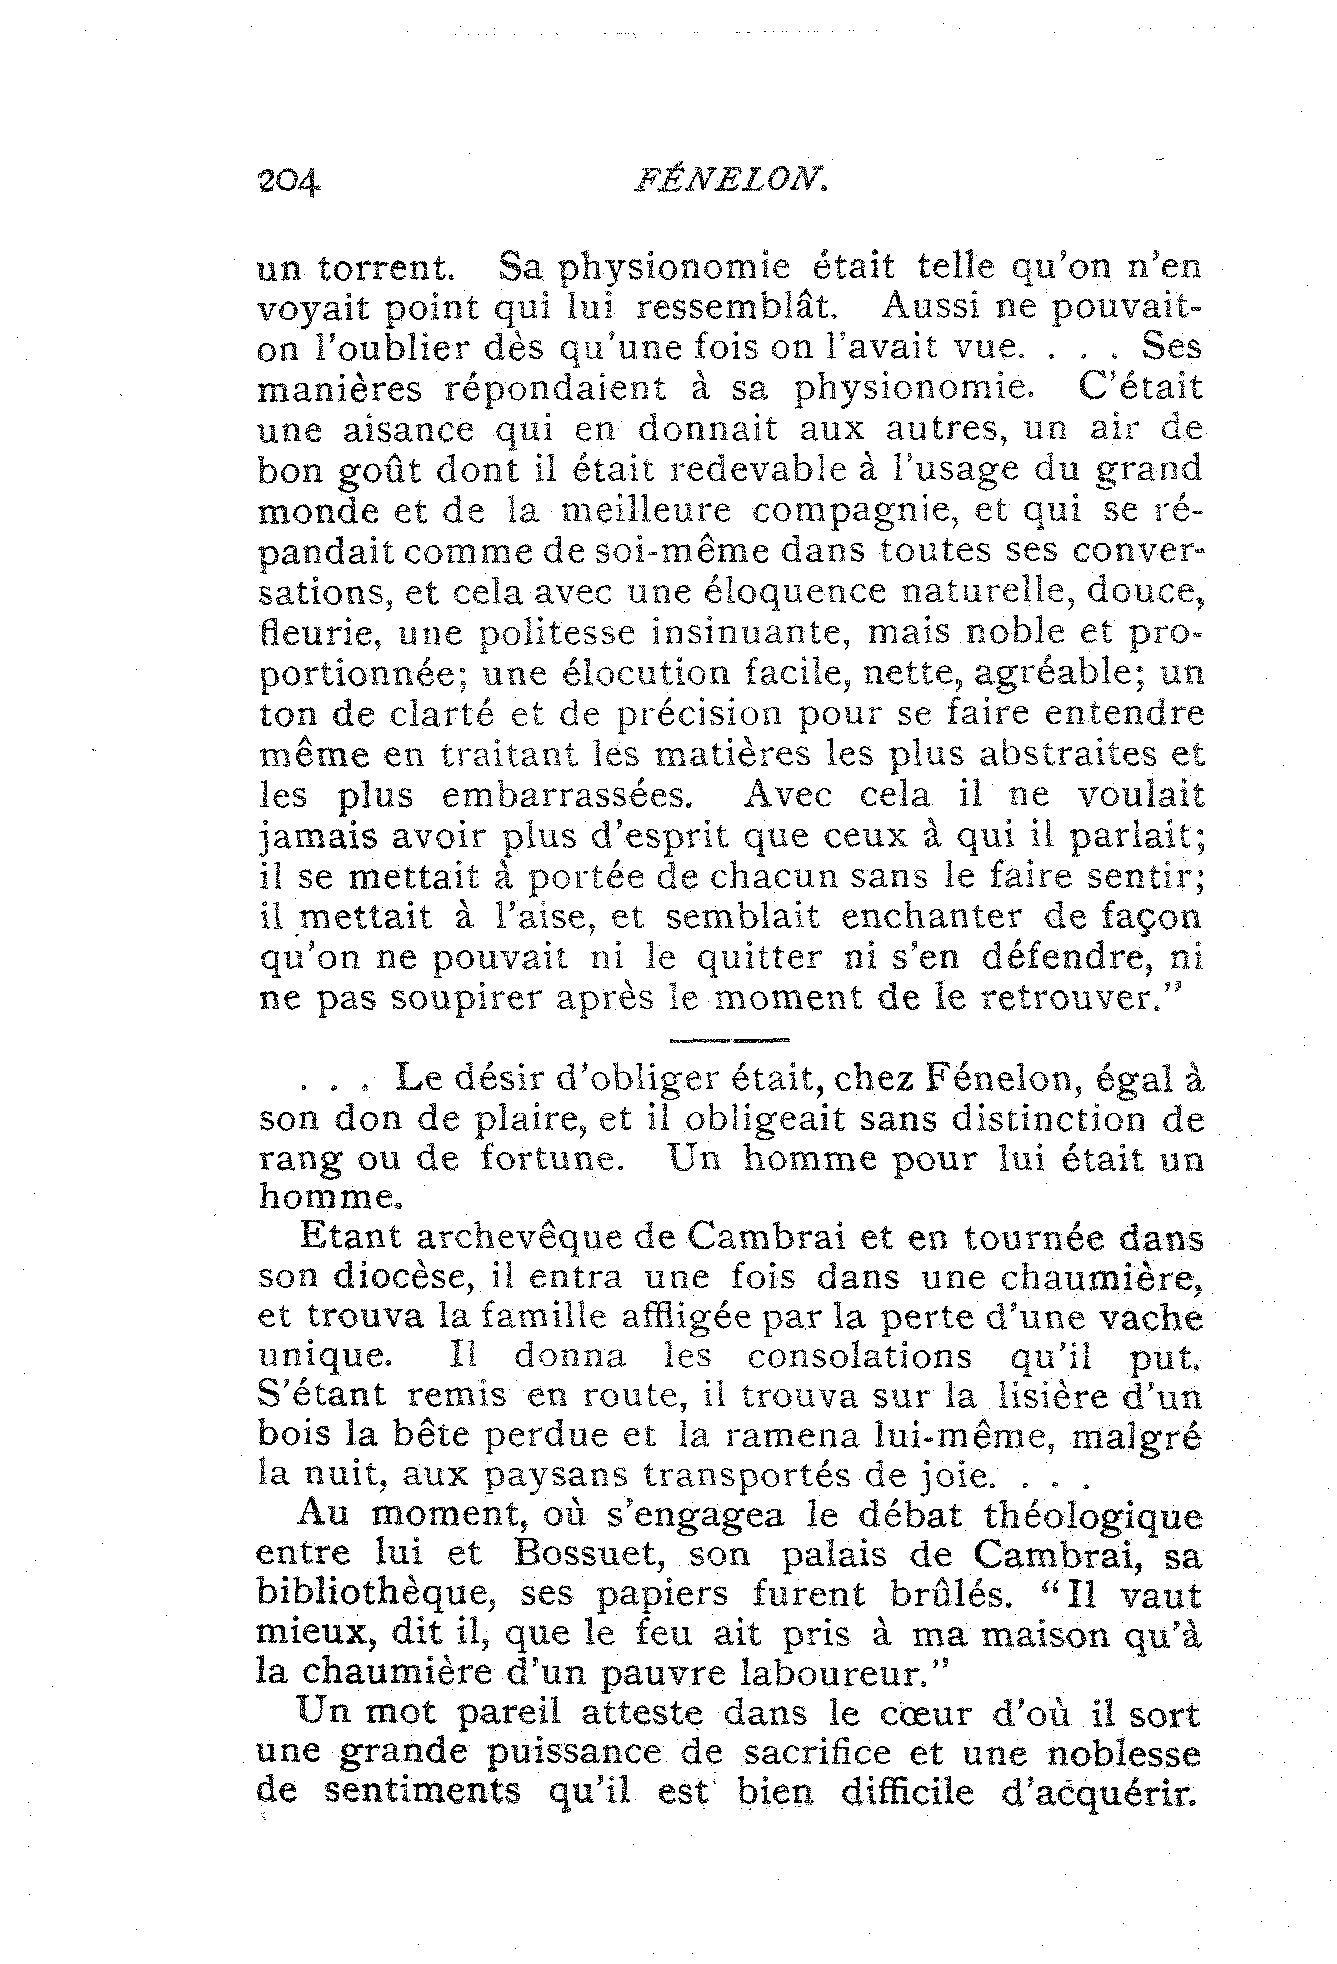 204 FÉNELON.
un torrent. Sa physionomie était telle qu'on n'en
voyait point qui lui ressemblât. Aussi ne pouvait-
on l'oublier dès qu'une fois on l'avait vue. . . . Ses
manières répondaient à sa physionomie. C'était
une aisance qui en donnait aux autres, un air de
bon goût dont il était redevable à l'usage du grand
monde et de la meilleure compagnie, et qui se ré-
pandait comme de soi-même dans toutes ses conver-
sations, et cela avec une éloquence naturelle, douce,
fleurie, une politesse insinuante, mais noble et pro-
portionnée; une élocution facile, nette, agréable; un
ton de clarté et de précision pour se faire entendre
même en traitant les matières les plus abstraites et
les plus embarrassées. Avec cela il ne voulait
jamais avoir plus d'esprit que ceux à qui il parlait;
il se mettait à portée de chacun sans le faire sentir;
il mettait à l'aise, et semblait enchanter de façon
qu'on ne pouvait ni le quitter ni s'en défendre, ni
ne pas soupirer après le moment de le retrouver."
. . . Le désir d'obliger était, chez Fénelon, égal à
son don de plaire, et il obligeait sans distinction de
rang ou de fortune. Un homme pour lui était un
homme.
Etant archevêque de Cambrai et en tournée dans
son diocèse, il entra une fois dans une chaumière,
et trouva la famille affligée par la perte d'une vache
unique. Il donna les consolations qu'il put.
S'étant remis en route, il trouva sur la lisière d'un
bois la bête perdue et la ramena lui-même, malgré
la nuit, aux paysans transportés de joie. . . .
Au moment, où s'engagea le débat théologique
entre lui et Bossuet, son palais de Cambrai, sa
bibliothèque, ses papiers furent brûlés. "Il vaut
mieux, dit il, que le feu ait pris à ma maison qu'à
la chaumière d'un pauvre laboureur."
Un mot pareil atteste dans le cœur d'où il sort
une grande puissance de sacrifice et une noblesse
de sentiments qu'il est bien difficile d'acquérir.